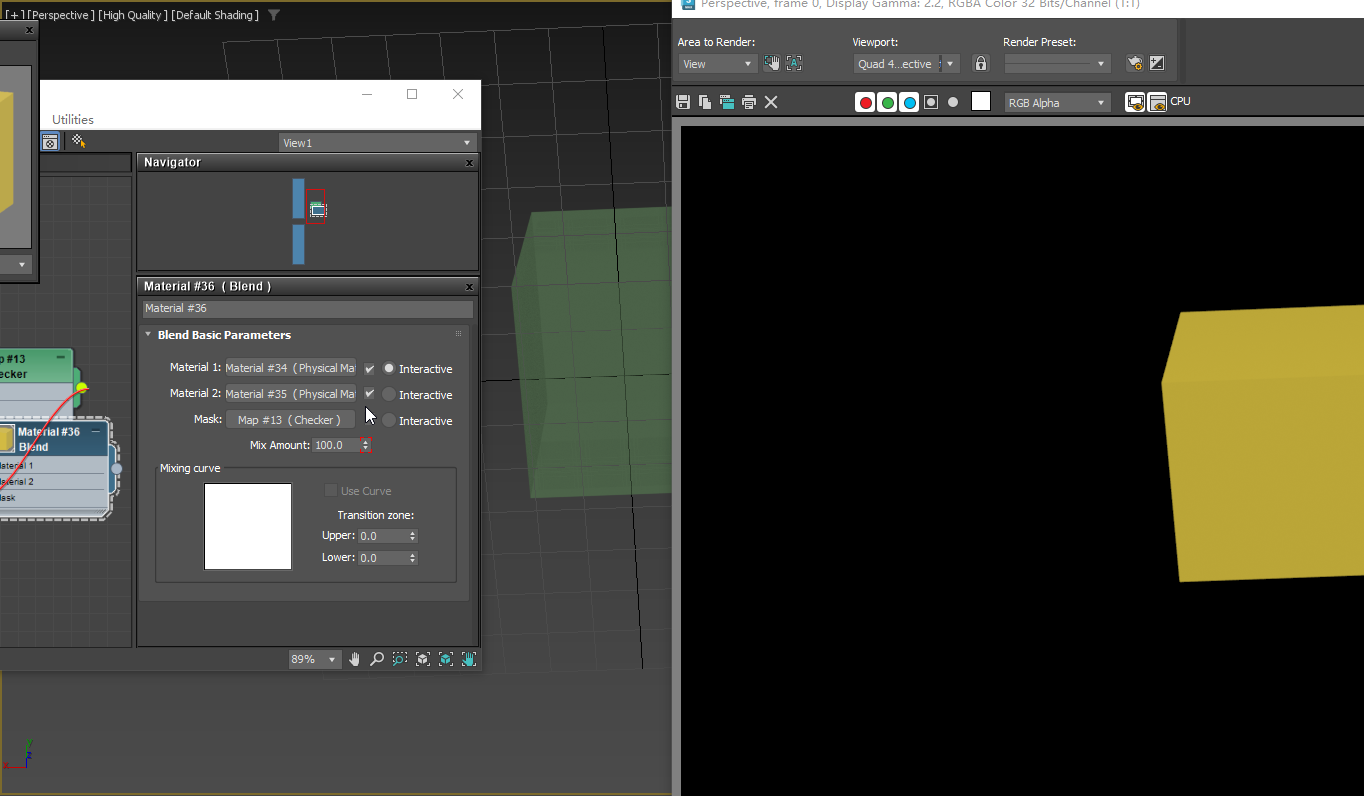 [+] [Perspective ] [High Quality ] [Default Shading ]
Perspective, frame 0, Display Gamma: 2.2, RGBA Color 32 Bits/Channel (1:1)
Area to Render:
Viewport:
Render Preset:
View
Quad 4...ective
RGB Alpha
CPU
Utilities
View1
Navigator
Material #36 ( Blend )
Material #36
Blend Basic Parameters
Material 1: Material #34 ( Physical Ma Interactive
Material 2: Material #35 ( Physical Ma Interactive
Mask: Map #13 ( Checker ) Interactive
Mix Amount: 100.0
Mixing curve
Use Curve
Transition zone:
Upper: 0.0
Lower: 0.0
p #13
ecker
Material #36
Blend
aterial 1
aterial 2
ask
89%
x
y
z